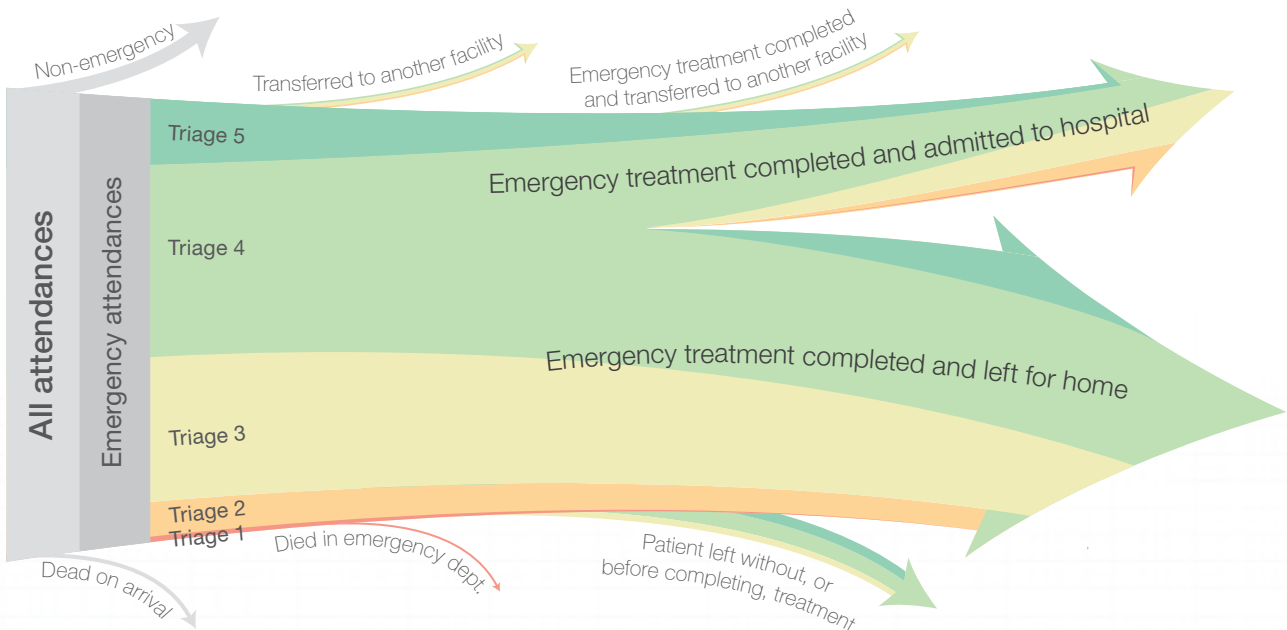 Non-emergency
Transferred to another facility
Emergency treatment completed
and transferred to another facility
All attendances
Emergency attendances
Triage 5
Triage 4
Triage 3
Triage 2
Triage 1
Emergency treatment completed and admitted to hospital
Emergency treatment completed and left for home
Dead on arrival
Died in emergency dept.
Patient left without, or
before completing, treatment